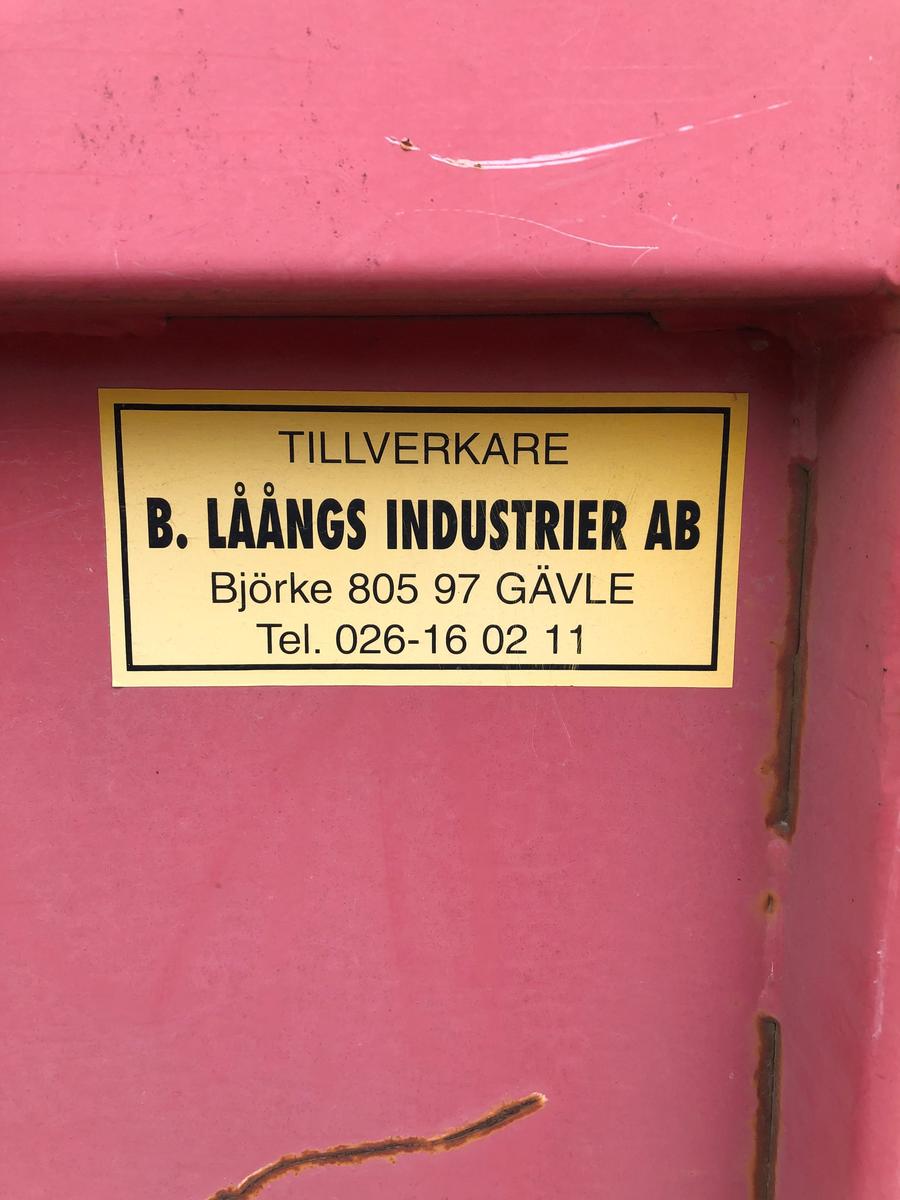 TILLVERKARE
B. LÅÅNGS INDUSTRIER AB
Björke 805 97 GÄVLE
Tel. 026-16 02 11